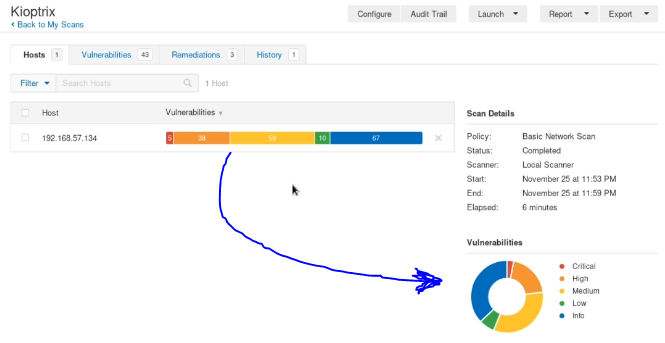 Kioptrix
Back to My Scans
Configure Audit Trail Launch Report Export
Hosts 1 Vulnerabilities 43 Remediations 3 History 1
Filter Search Hosts 1 Host
Host Vulnerabilities
192.168.57.134 5 38 59 10 67
Scan Details
Policy: Basic Network Scan
Status: Completed
Scanner: Local Scanner
Start: November 25 at 11:53 PM
End: November 25 at 11:59 PM
Elapsed: 6 minutes
Vulnerabilities
Critical
High
Medium
Low
Info